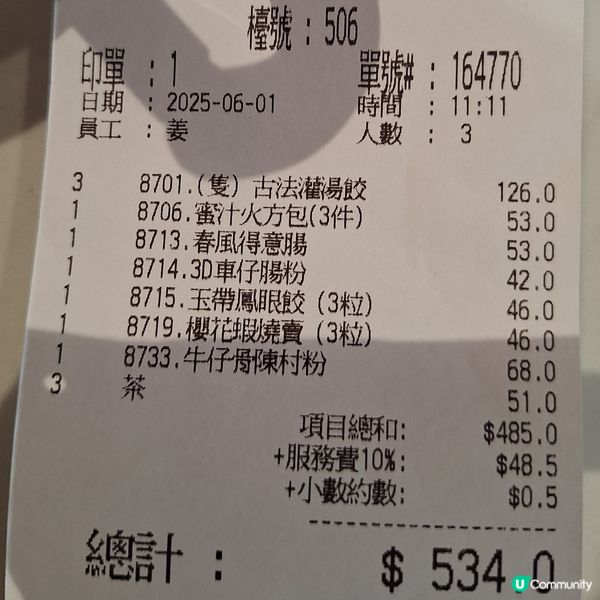 檯號 : 506
印單 : 1 單號# : 164770
日期 : 2025-06-01 時間 : 11:11
員工 : 姜 人數 : 3
3 8701.(隻) 古法灌湯餃 126.0
1 8706.蜜汁火方包(3件) 53.0
1 8713.春風得意腸 53.0
1 8714.3D車仔腸粉 42.0
1 8715.玉帶鳳眼餃 (3粒) 46.0
1 8719.櫻花蝦燒賣 (3粒) 46.0
1 8733.牛仔骨陳村粉 68.0
3 茶 51.0
項目總和: $485.0
+服務費10%: $48.5
+小數約數: $0.5
總計 : $ 534.0
U Community